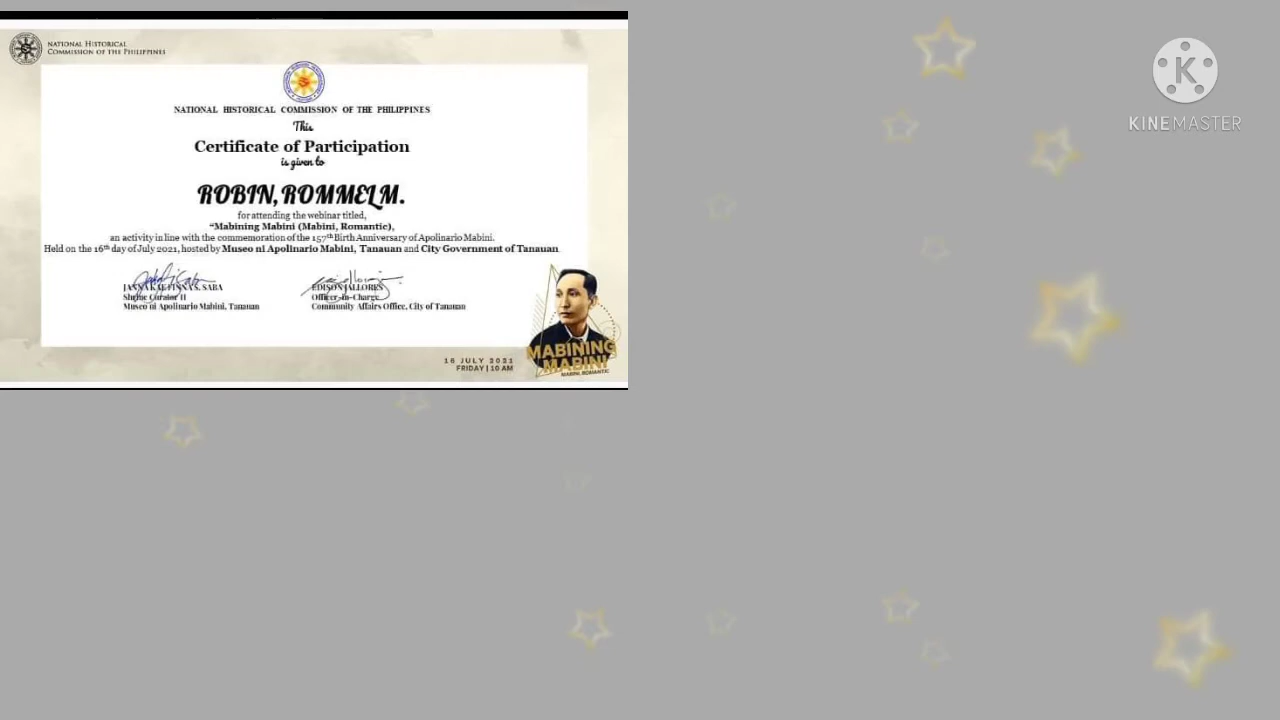 NATIONAL HISTORICAL
COMMISSION OF THE PHILIPPINES
NATIONAL HISTORICAL COMMISSION OF THE PHILIPPINES
This
Certificate of Participation
is given to
ROBIN, ROMMEL M.
for attending the webinar titled,
“Mabining Mabini (Mabini, Romantic),
an activity in line with the commemoration of the 157th Birth Anniversary of Apolinario Mabini.
Held on the 16th day of July 2021, hosted by Museo ni Apolinario Mabini, Tanauan and City Government of Tanauan
SABA
Shrine Curator II
Museo ni Apolinario Mabini, Tanauan
EDISON JALLORES
Officer-in-Charge
Community Affairs Office, City of Tanauan
16 JULY 2021
FRIDAY | 10 AM
MABINING
MABINI
MABINI, ROMANTIC
KINEMASTER